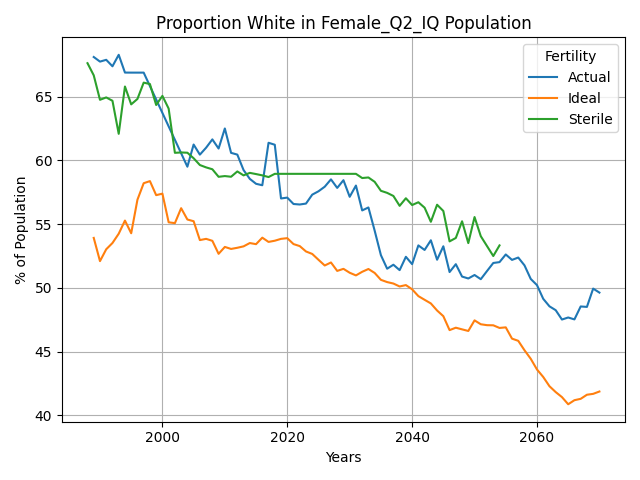 Proportion White in Female_Q2_IQ Population
Fertility
Actual
Ideal
Sterile
% of Population
65
60
55
50
45
40
2000
2020
2040
2060
Years